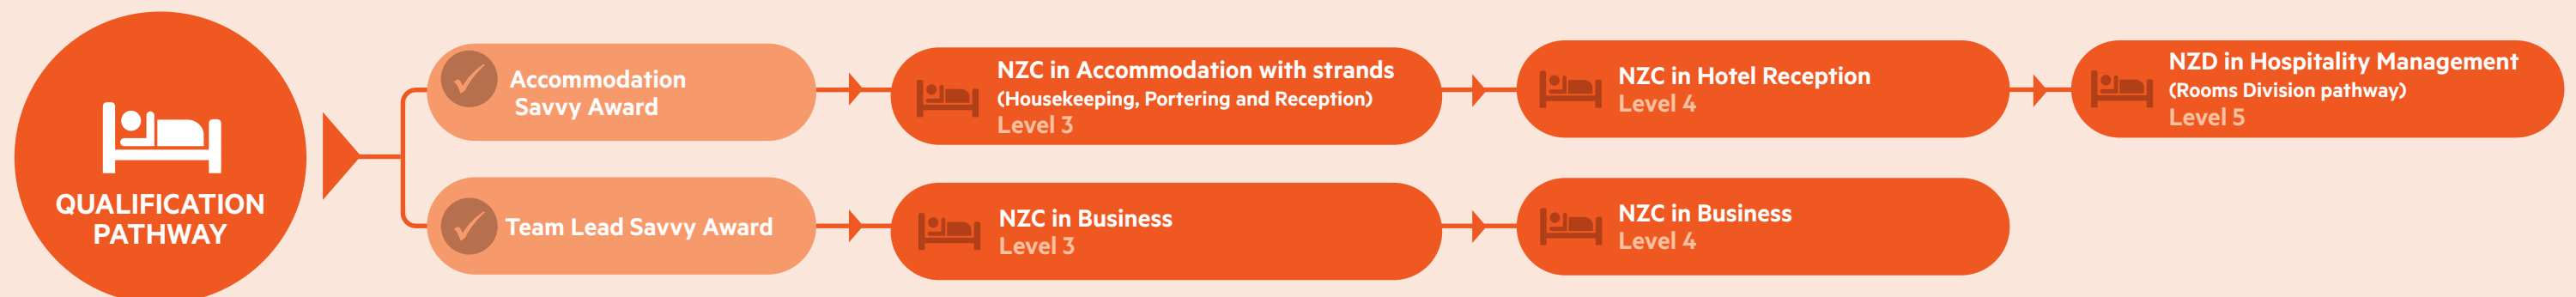 QUALIFICATION
PATHWAY
Accommodation
Savvy Award
NZC in Accommodation with strands
(Housekeeping, Portering and Reception)
Level 3
NZC in Hotel Reception
Level 4
NZD in Hospitality Management
(Rooms Division pathway)
Level 5
Team Lead Savvy Award
NZC in Business
Level 3
NZC in Business
Level 4